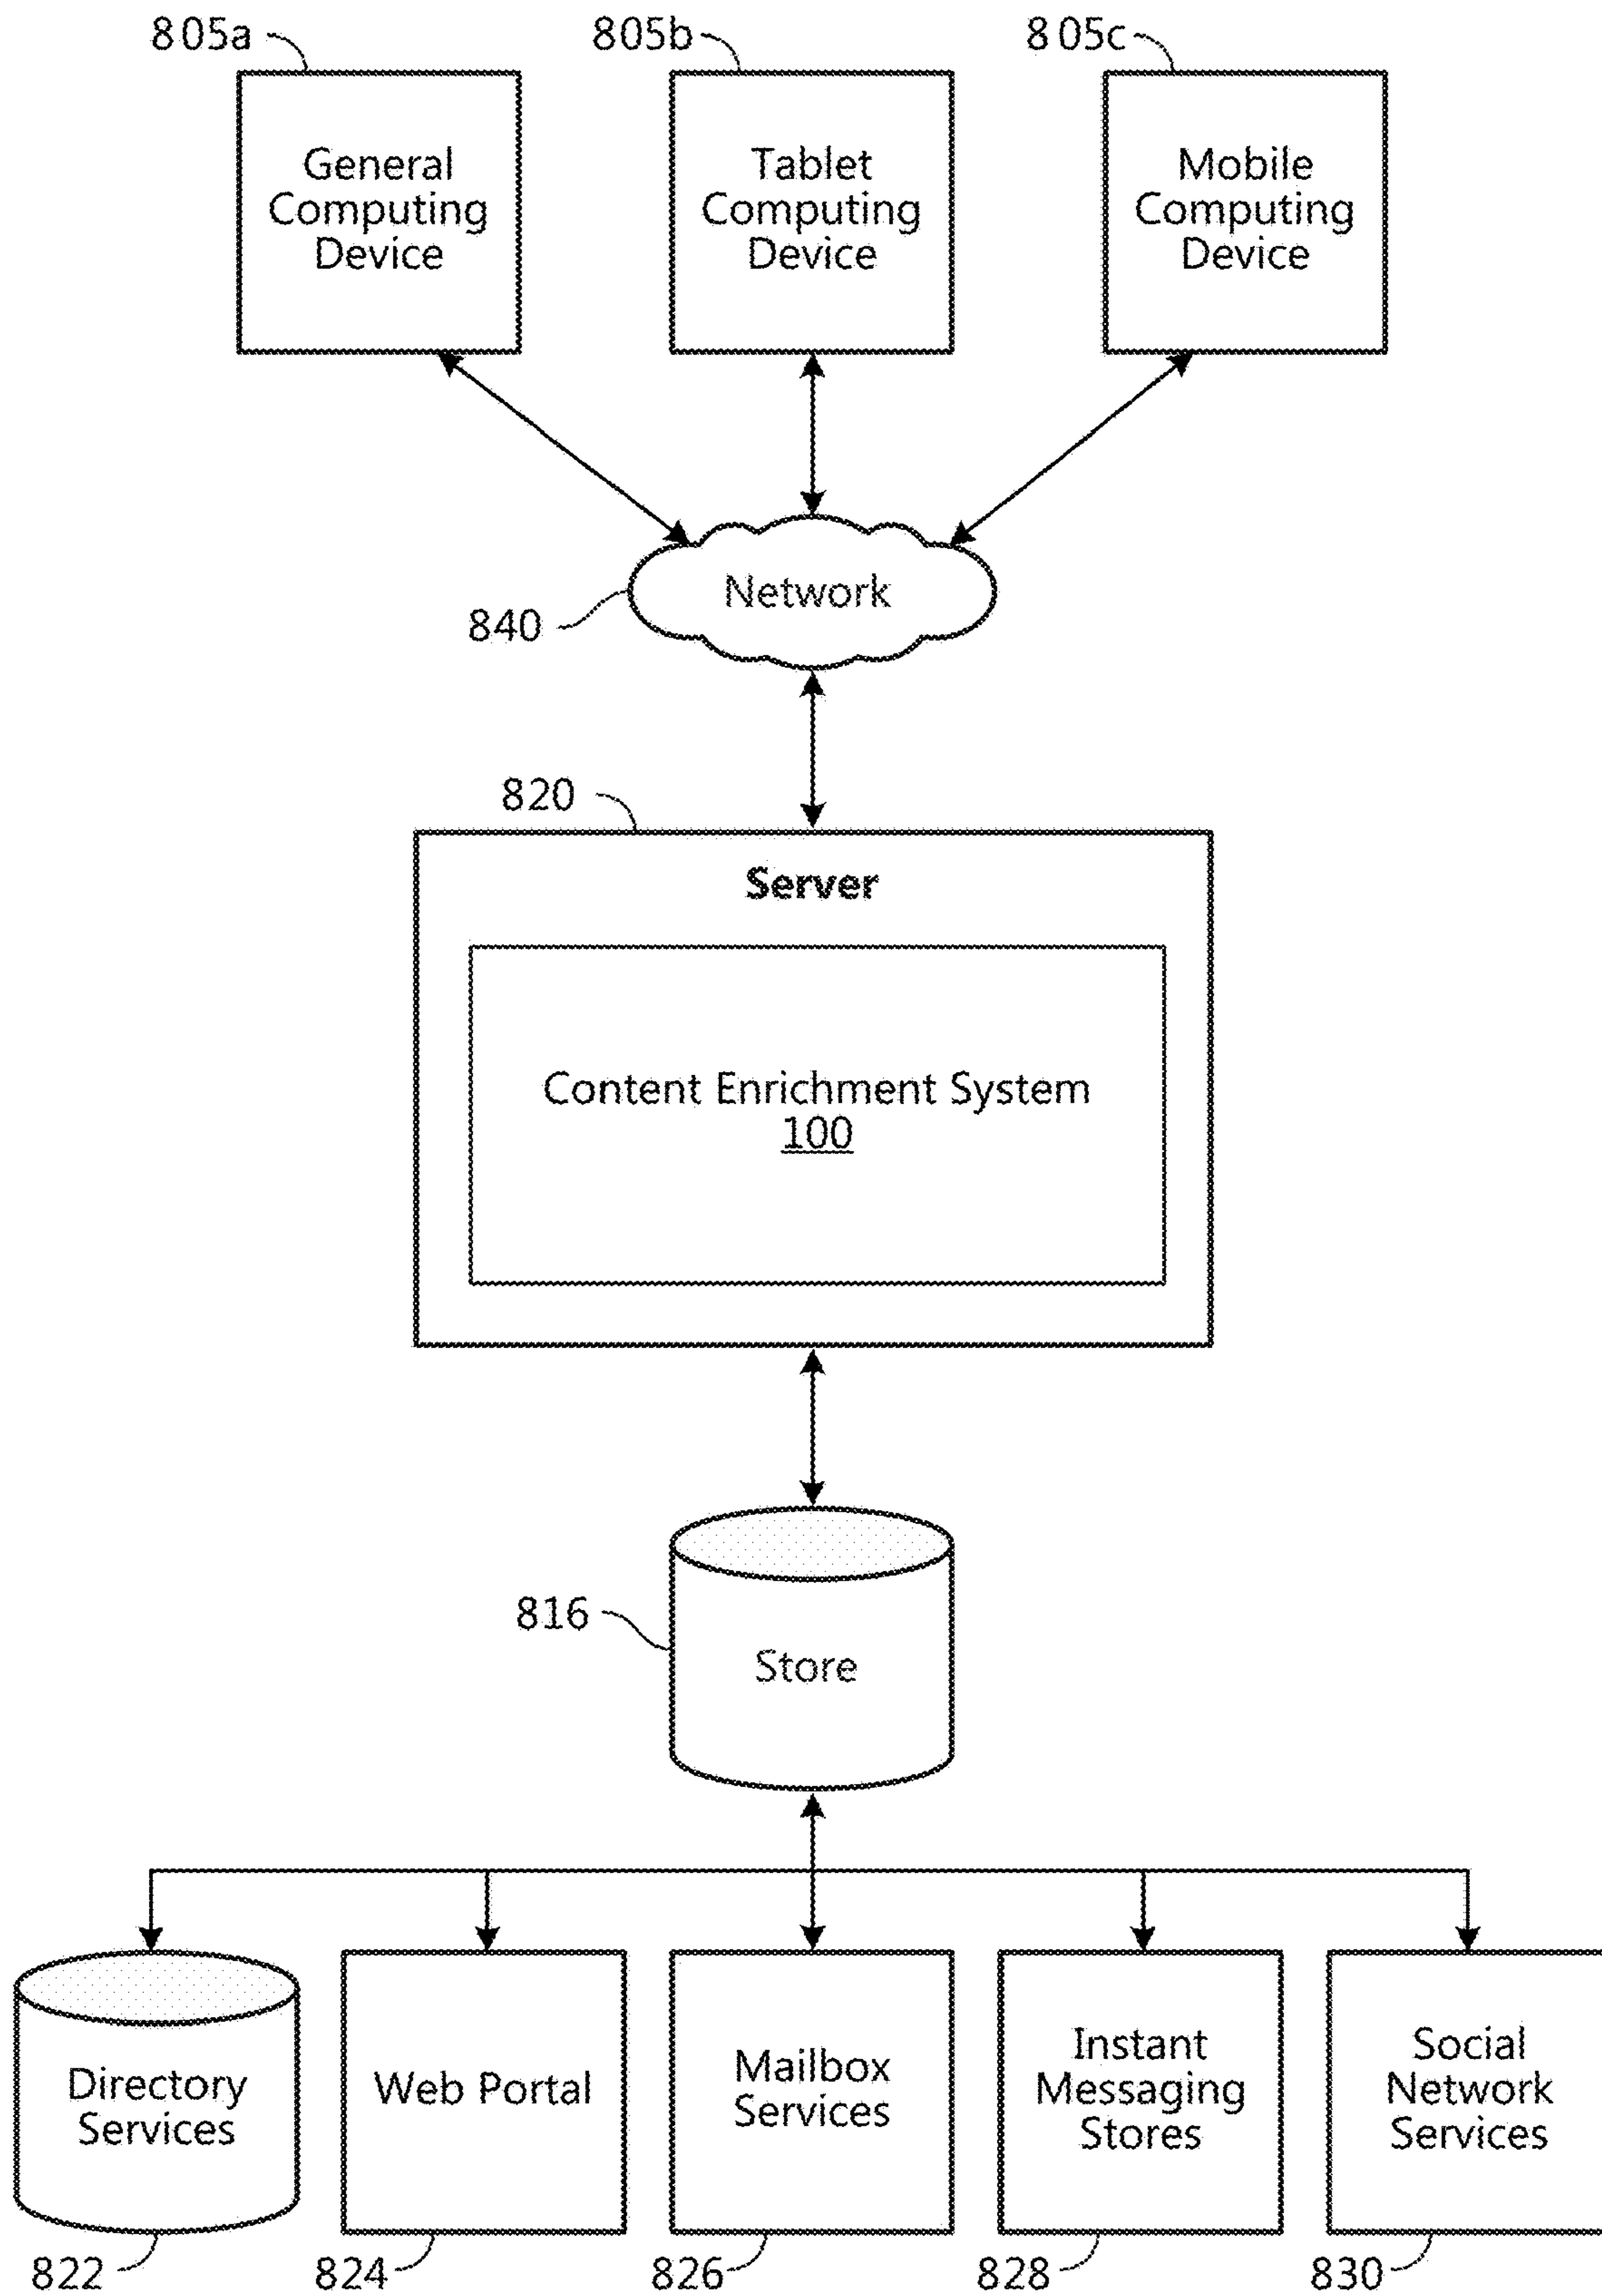 805a
805b
805c
General
Computing
Device
Tablet
Computing
Device
Mobile
Computing
Device
Network
840
820
Server
Content Enrichment System
100
816
Store
Directory
Services
Web Portal
Mailbox
Services
Instant
Messaging
Stores
Social
Network
Services
822
824
826
828
830